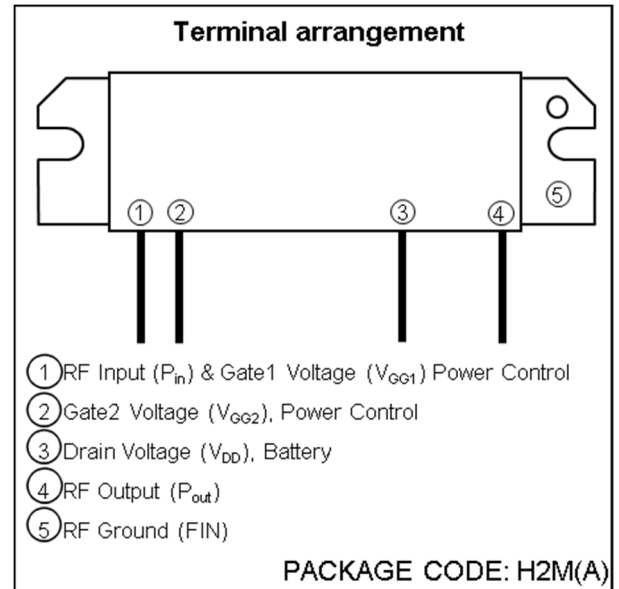 Terminal arrangement
⑤
① ② ③ ④
①RF Input (Pin) & Gate1 Voltage (VGG1) Power Control
②Gate2 Voltage (VGG2), Power Control
③Drain Voltage (VDD), Battery
④RF Output (Pout)
⑤RF Ground (FIN)
PACKAGE CODE: H2M(A)